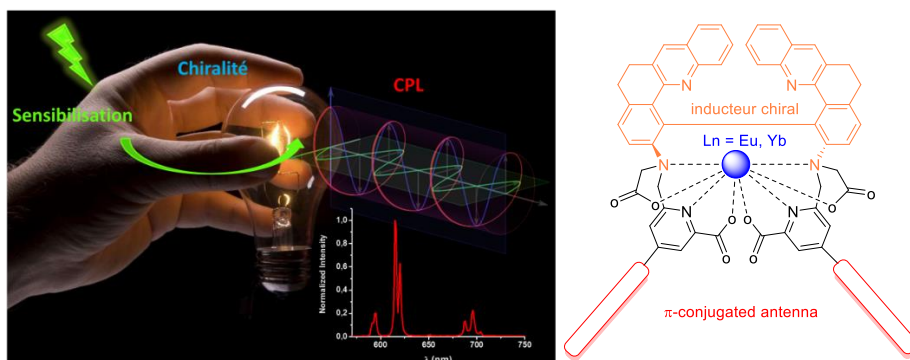 Chiralité
Sensibilisation
CPL
1,0
0,8
0,6
0,4
0,2
0,0
Normalized Intensity
600
650
700
750
λ (nm)
N
N
inducteur chiral
Ln = Eu, Yb
N
N
O
O
O
O
N
N
O
O
O
O
π-conjugated antenna